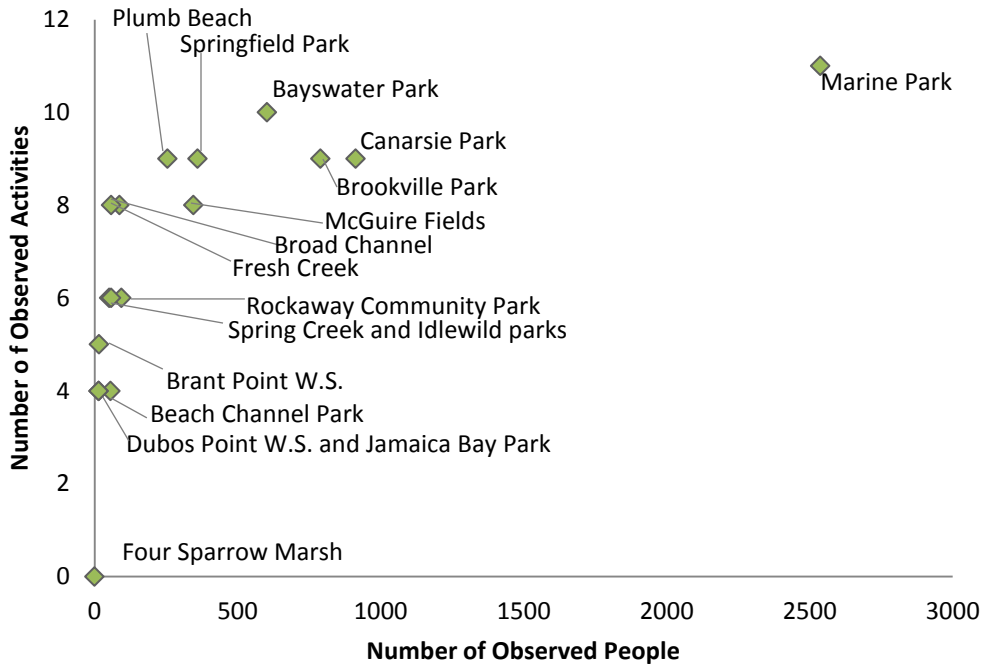 12
10
8
6
4
2
0
Number of Observed Activities
Plumb Beach
Springfield Park
Bayswater Park
Marine Park
Canarsie Park
Brookville Park
McGuire Fields
Broad Channel
Fresh Creek
Rockaway Community Park
Spring Creek and Idlewild parks
Brant Point W.S.
Beach Channel Park
Dubos Point W.S. and Jamaica Bay Park
Four Sparrow Marsh
0 500 1000 1500 2000 2500 3000
Number of Observed People